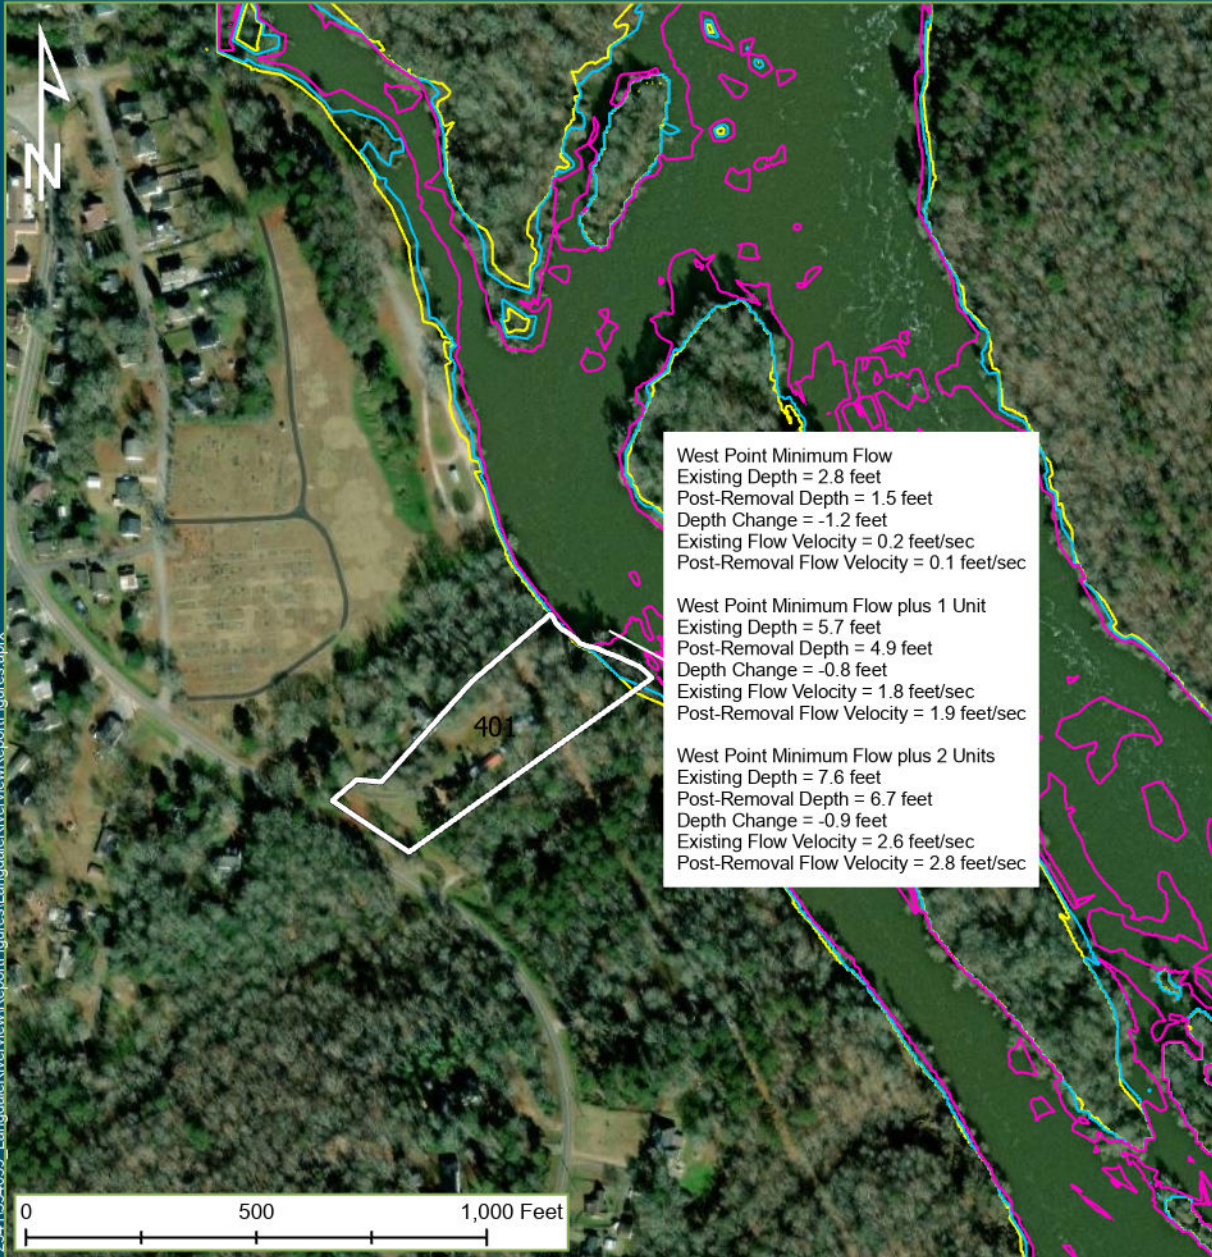 N
West Point Minimum Flow
Existing Depth = 2.8 feet
Post-Removal Depth = 1.5 feet
Depth Change = -1.2 feet
Existing Flow Velocity = 0.2 feet/sec
Post-Removal Flow Velocity = 0.1 feet/sec
West Point Minimum Flow plus 1 Unit
Existing Depth = 5.7 feet
Post-Removal Depth = 4.9 feet
Depth Change = -0.8 feet
Existing Flow Velocity = 1.8 feet/sec
Post-Removal Flow Velocity = 1.9 feet/sec
West Point Minimum Flow plus 2 Units
Existing Depth = 7.6 feet
Post-Removal Depth = 6.7 feet
Depth Change = -0.9 feet
Existing Flow Velocity = 2.6 feet/sec
Post-Removal Flow Velocity = 2.8 feet/sec
401
0 500 1,000 Feet